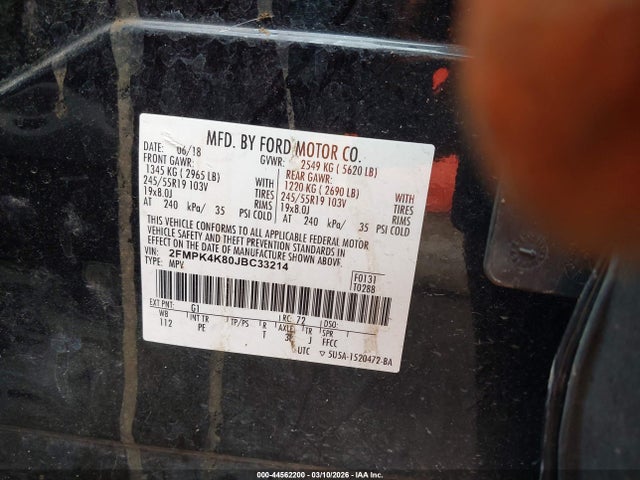 MFD. BY FORD MOTOR CO.
DATE: 06/18 GVWR: 2549 KG ( 5620 LB)
FRONT GAWR: REAR GAWR:
1345 KG ( 2965 LB) WITH 1220 KG ( 2690 LB) WITH
245/55R19 103V TIRES 245/55R19 103V TIRES
19x8.0J RIMS 19x8.0J RIMS
AT 240 kPa/ 35 PSI COLD AT 240 kPa/ 35 PSI COLD
THIS VEHICLE CONFORMS TO ALL APPLICABLE FEDERAL MOTOR
VEHICLE SAFETY AND THEFT PREVENTION STANDARDS IN
EFFECT ON THE DATE OF MANUFACTURE SHOWN ABOVE.
VIN: 2FMPK4K80JBC33214
TYPE: MPV
F0131
T0288
EXT PNT: G1 RC: 72 DSO:
WB INT TR TP/PS R AXLE TR SPR
112 PE T J FFCC
UTC 5U5A-1520472-BA
000-44562200 - 03/10/2026 - IAA Inc.